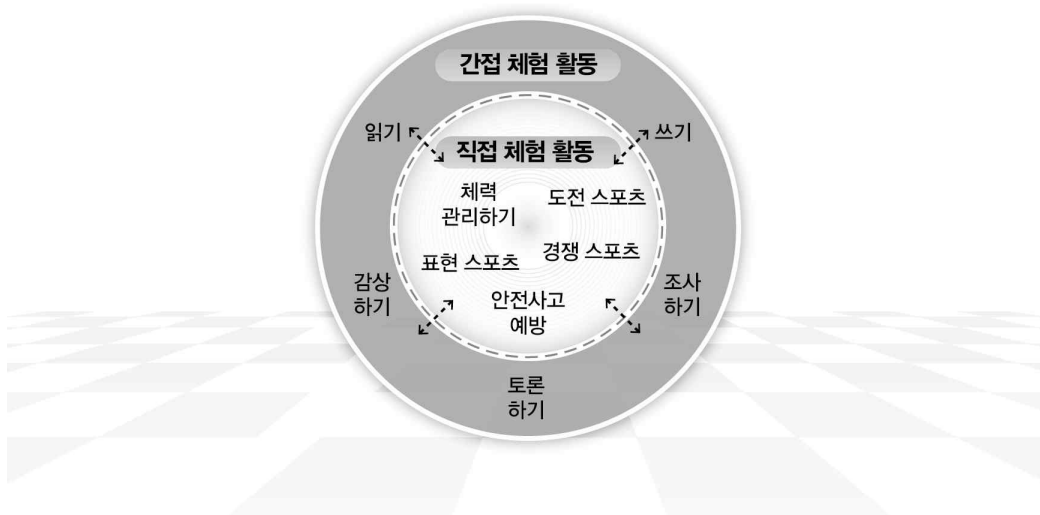 간접 체험 활동
읽기
쓰기
직접 체험 활동
체력
관리하기
도전 스포츠
표현 스포츠
경쟁 스포츠
감상
하기
안전사고
예방
조사
하기
토론
하기